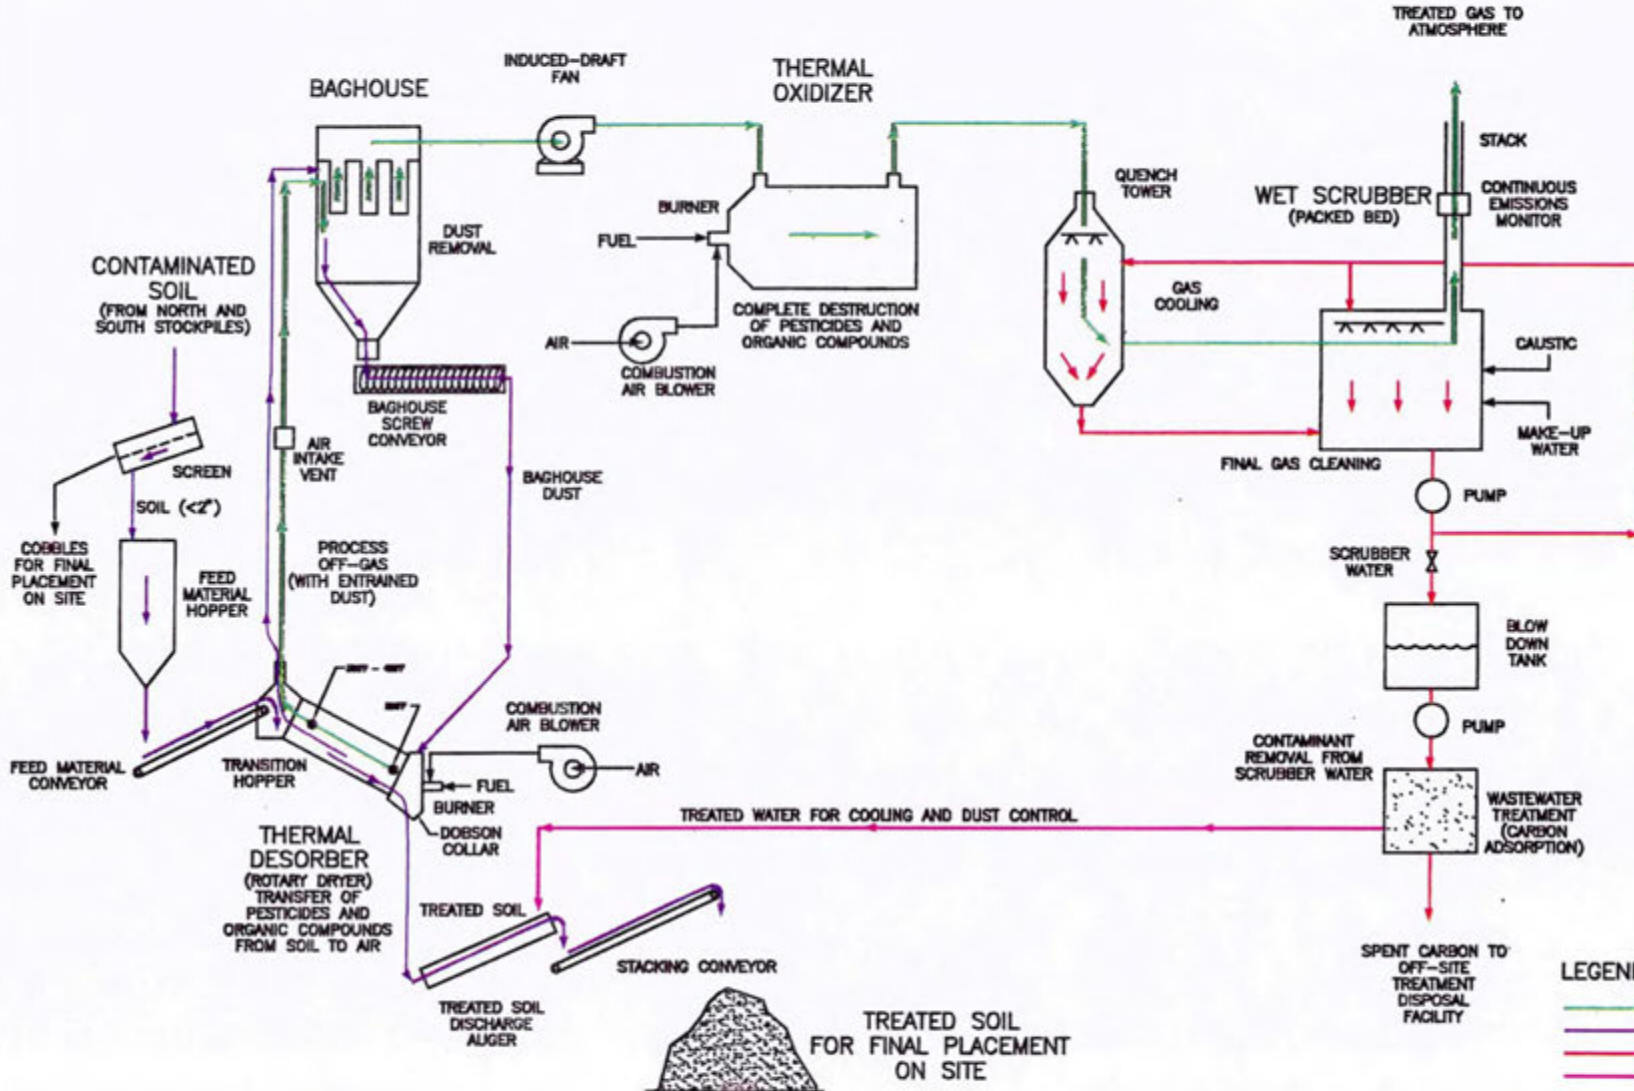 TREATED GAS TO
ATMOSPHERE
INDUCED-DRAFT
FAN
THERMAL
OXIDIZER
BAGHOUSE
STACK
QUENCH
TOWER
WET SCRUBBER
(PACKED BED)
CONTINUOUS
EMISSIONS
MONITOR
BURNER
FUEL
DUST
REMOVAL
CONTAMINATED
SOIL
(FROM NORTH AND
SOUTH STOCKPILES)
GAS
COOLING
COMPLETE DESTRUCTION
OF PESTICIDES AND
ORGANIC COMPOUNDS
AIR
COMBUSTION
AIR BLOWER
CAUSTIC
BAGHOUSE
SCREW
CONVEYOR
MAKE-UP
WATER
AIR
INTAKE
VENT
SCREEN
FINAL GAS CLEANING
BAGHOUSE
DUST
SOIL (<2")
PUMP
COBBLES
FOR FINAL
PLACEMENT
ON SITE
PROCESS
OFF-GAS
(WITH ENTRAINED
DUST)
SCRUBBER
WATER
FEED
MATERIAL
HOPPER
BLOW
DOWN
TANK
COMBUSTION
AIR BLOWER
PUMP
CONTAMINANT
REMOVAL FROM
SCRUBBER WATER
FEED MATERIAL
CONVEYOR
TRANSITION
HOPPER
AIR
FUEL
BURNER
DOBSON
COLLAR
TREATED WATER FOR COOLING AND DUST CONTROL
WASTEWATER
TREATMENT
(CARBON
ADSORPTION)
THERMAL
DESORBER
(ROTARY DRYER)
TRANSFER OF
PESTICIDES AND
ORGANIC COMPOUNDS
FROM SOIL TO AIR
TREATED SOIL
STACKING CONVEYOR
SPENT CARBON TO
OFF-SITE
TREATMENT
DISPOSAL
FACILITY
TREATED SOIL
DISCHARGE
AUGER
TREATED SOIL
FOR FINAL PLACEMENT
ON SITE
LEGEN